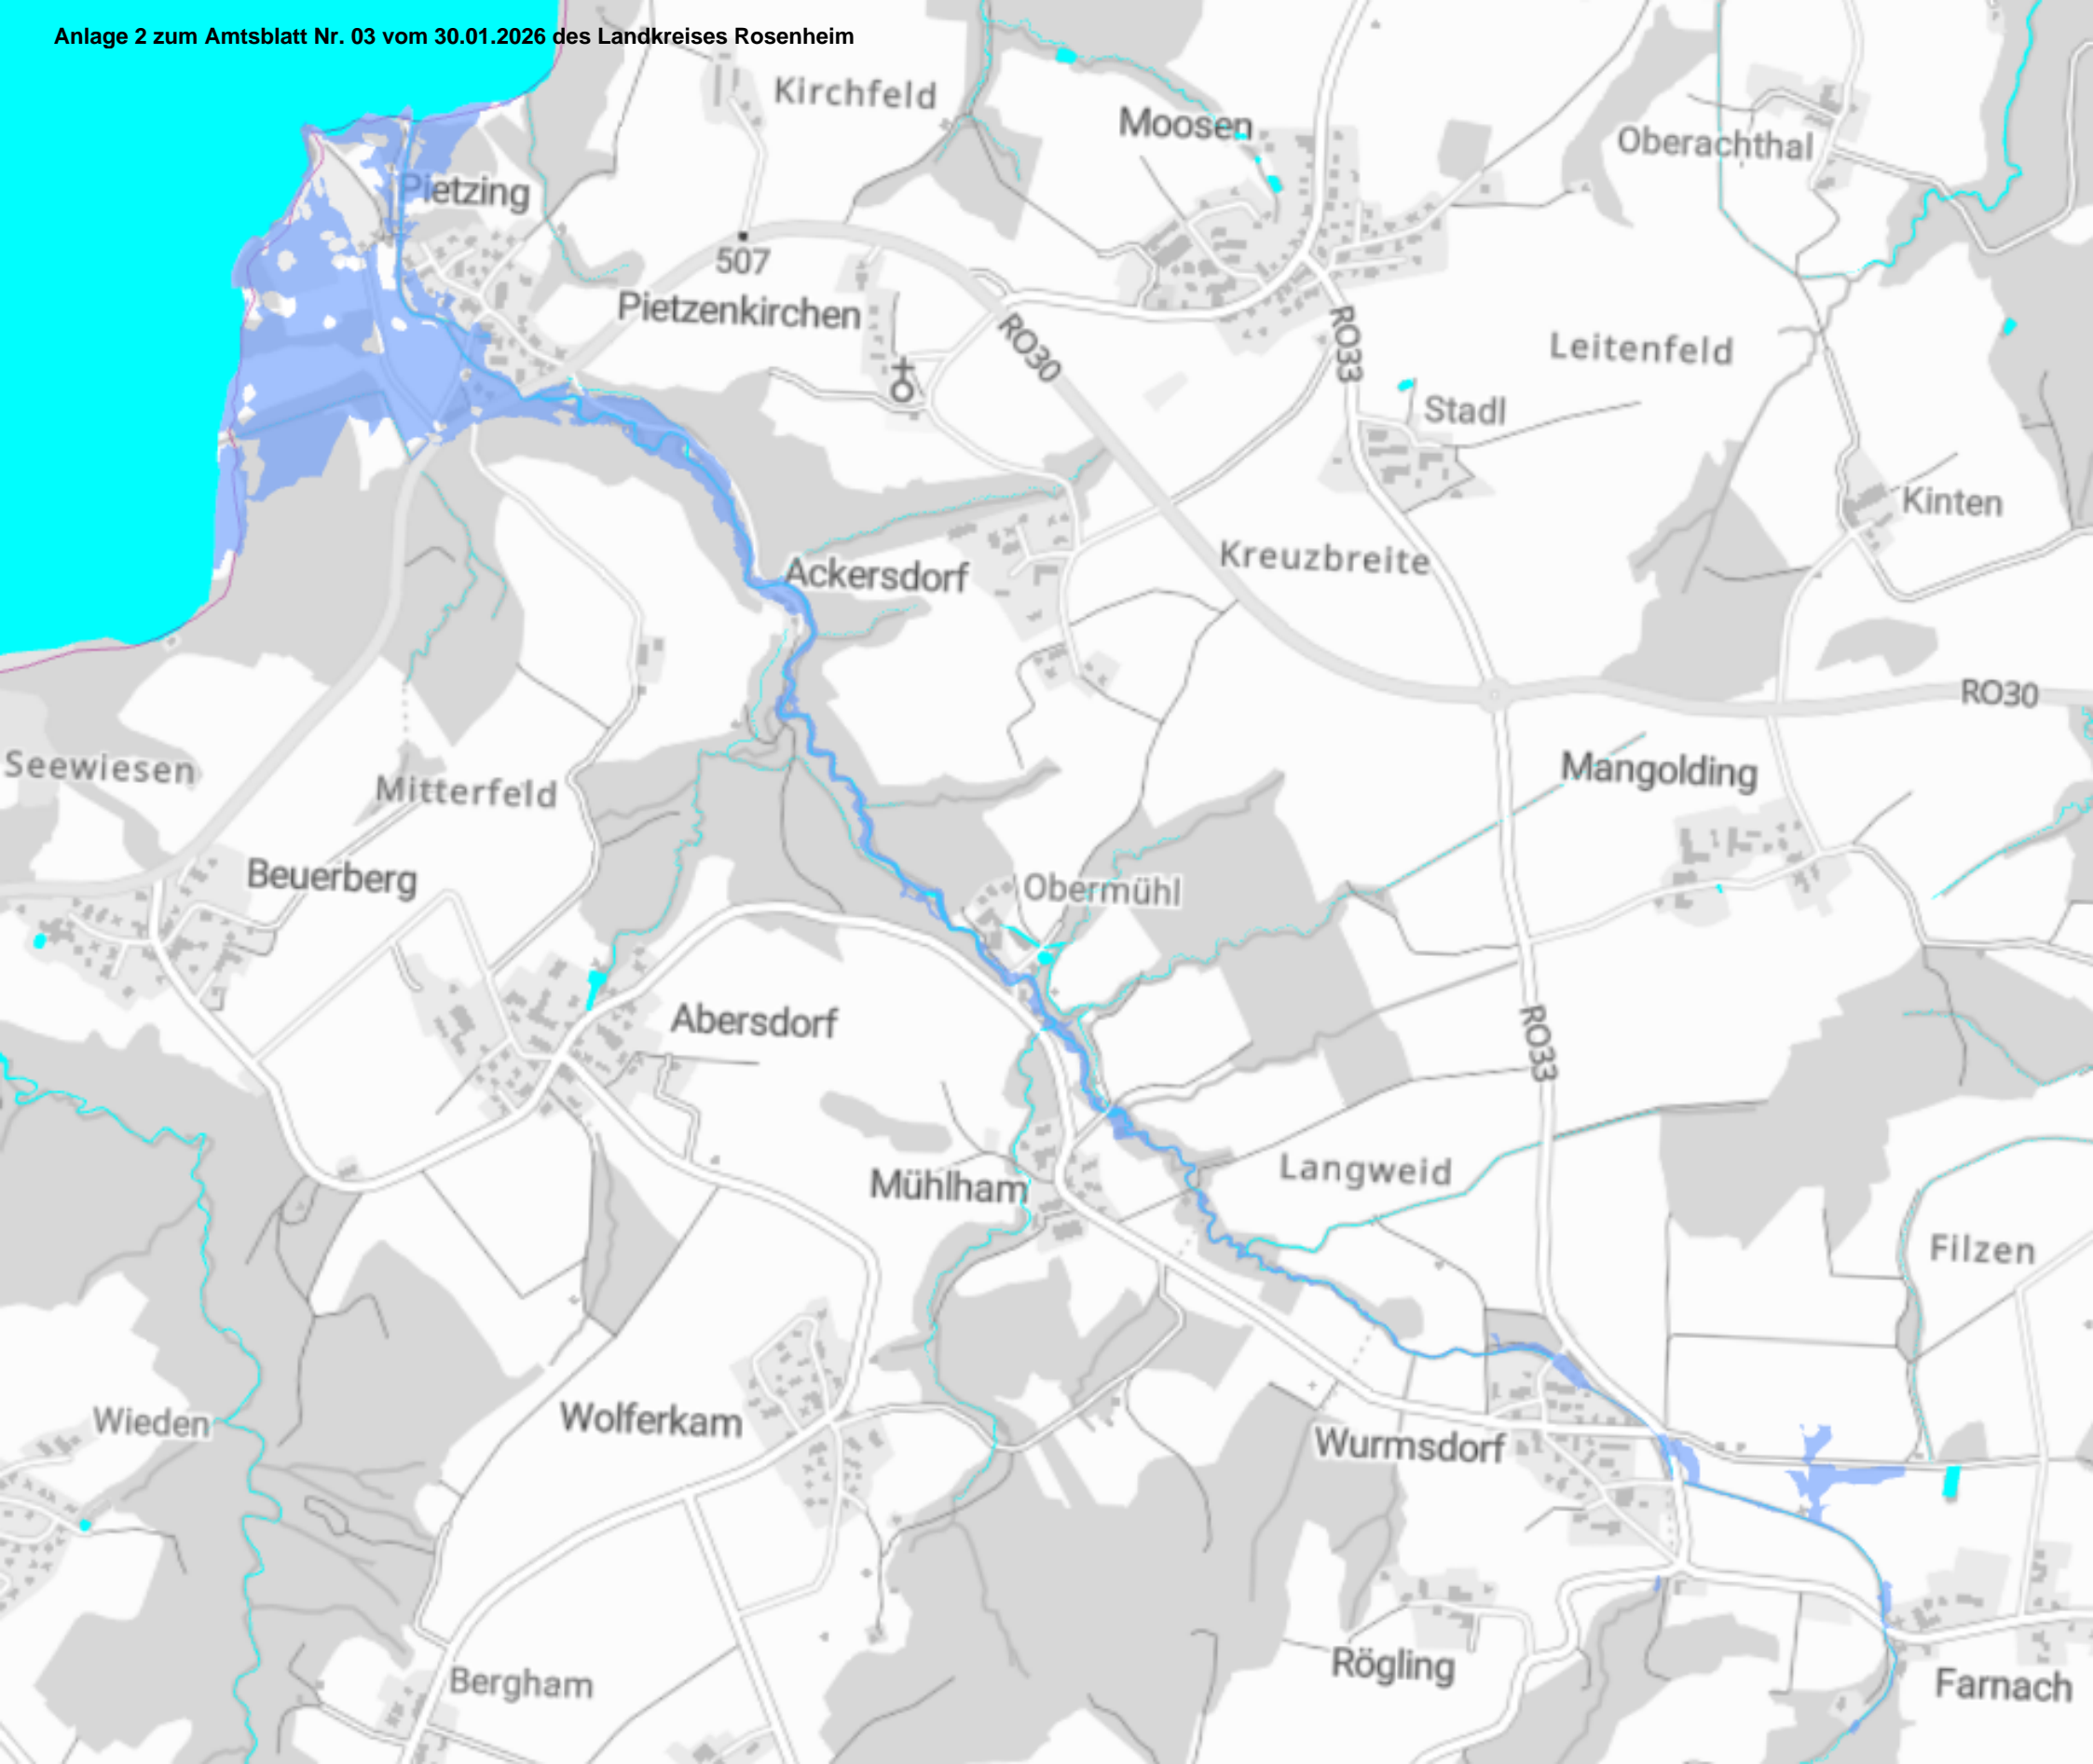 Anlage 2 zum Amtsblatt Nr. 03 vom 30.01.2026 des Landkreises Rosenheim
Kirchfeld
Moosen
Oberachthal
Pietzing
507
Pietzenkirchen
RO30
RO33
Leitenfeld
Stadl
Kinten
Kreuzbreite
Ackersdorf
RO30
Seewiesen
Mitterfeld
Mangolding
Beuerberg
Obermühl
Abersdorf
RO33
Mühlham
Langweid
Filzen
Wieden
Wolferkam
Wurmsdorf
Rögling
Bergham
Farnach